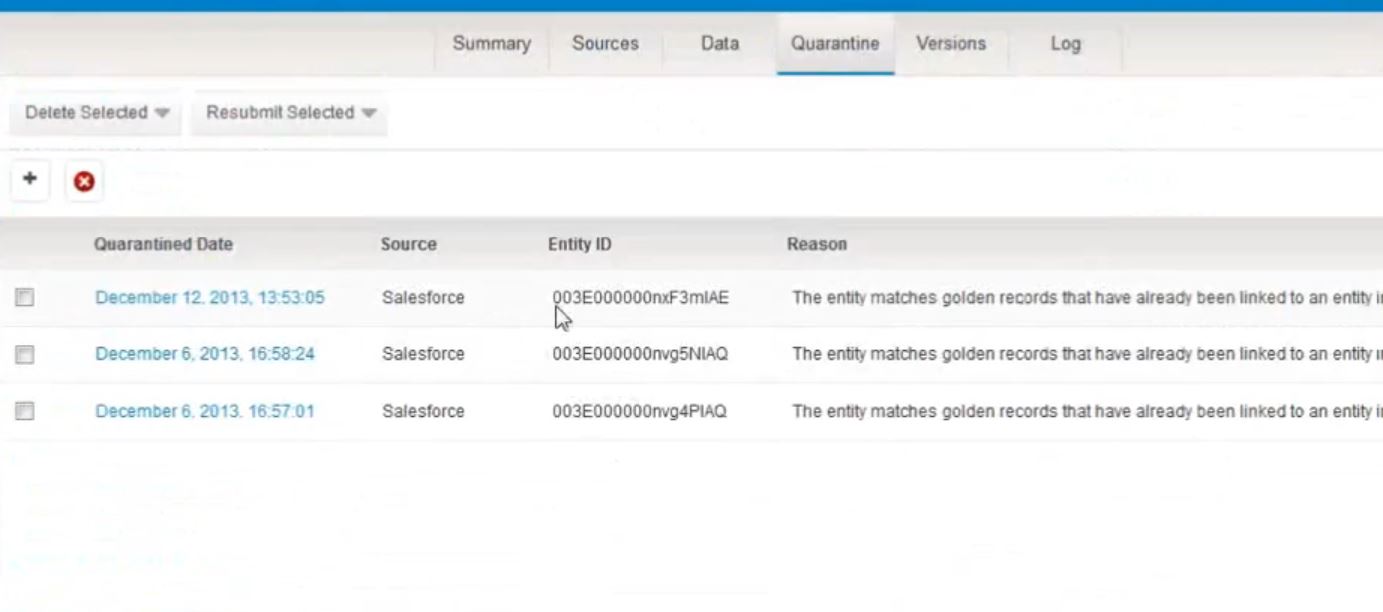 Summary Sources Data Quarantine Versions Log
Delete Selected Resubmit Selected
+
Quarantined Date Source Entity ID Reason
December 12, 2013, 13:53:05 Salesforce 003E000000nxF3mIAE The entity matches golden records that have already been linked to an entity
December 6, 2013, 16:58:24 Salesforce 003E000000nvg5NIAQ The entity matches golden records that have already been linked to an entity
December 6, 2013, 16:57:01 Salesforce 003E000000nvg4PIAQ The entity matches golden records that have already been linked to an entity